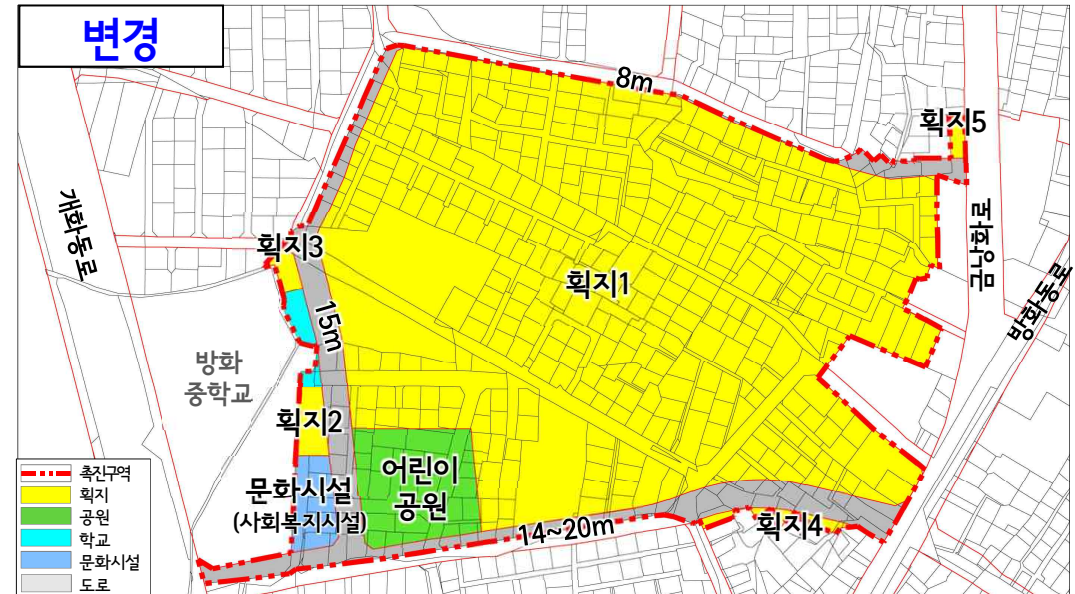 변경
8m
획지5
개화동로
획지3
획지1
금낭화로
방화동로
15m
방화
중학교
획지2
어린이
공원
문화시설
(사회복지시설)
14~20m
획지4
촉진구역
획지
공원
학교
문화시설
도로